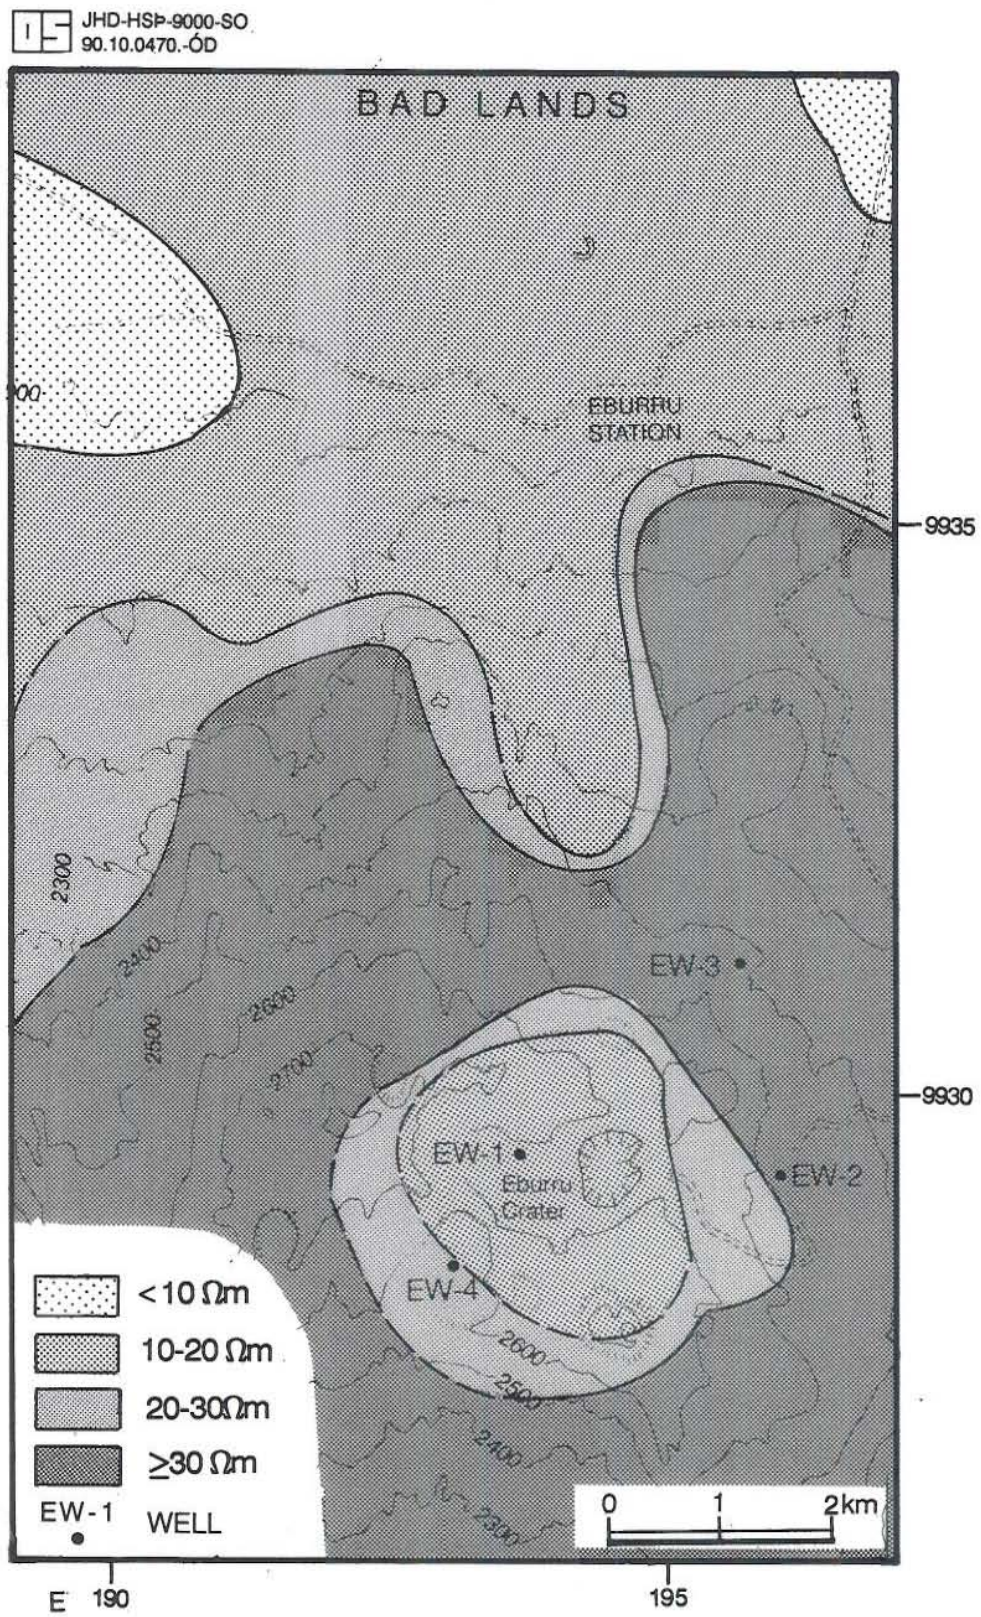 JHD-HSÞ-9000-SO
90.10.0470.-ÓD
BAD LANDS
EBURRU
STATION
9935
2300
2400
EW-3
2600
2500
2700
9930
EW-1
EW-2
Eburru
Crater
EW-4
<10 Ωm
10-20 Ωm
20-30Ωm
≥30 Ωm
EW-1
WELL
2600
2500
2400
2300
0 1 2km
E 190 195